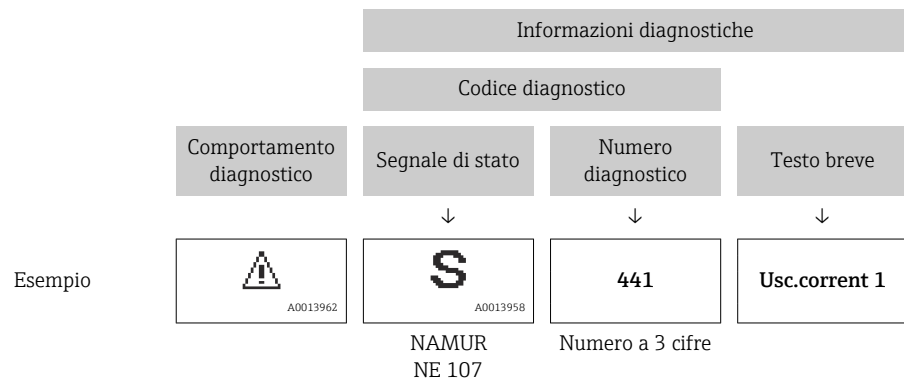 Informazioni diagnostiche
Codice diagnostico
Comportamento
diagnostico
Segnale di stato
Numero
diagnostico
Testo breve
↓ ↓ ↓
Esempio
A0013962
S
A0013958
441
Usc.corrent 1
NAMUR
NE 107
Numero a 3 cifre